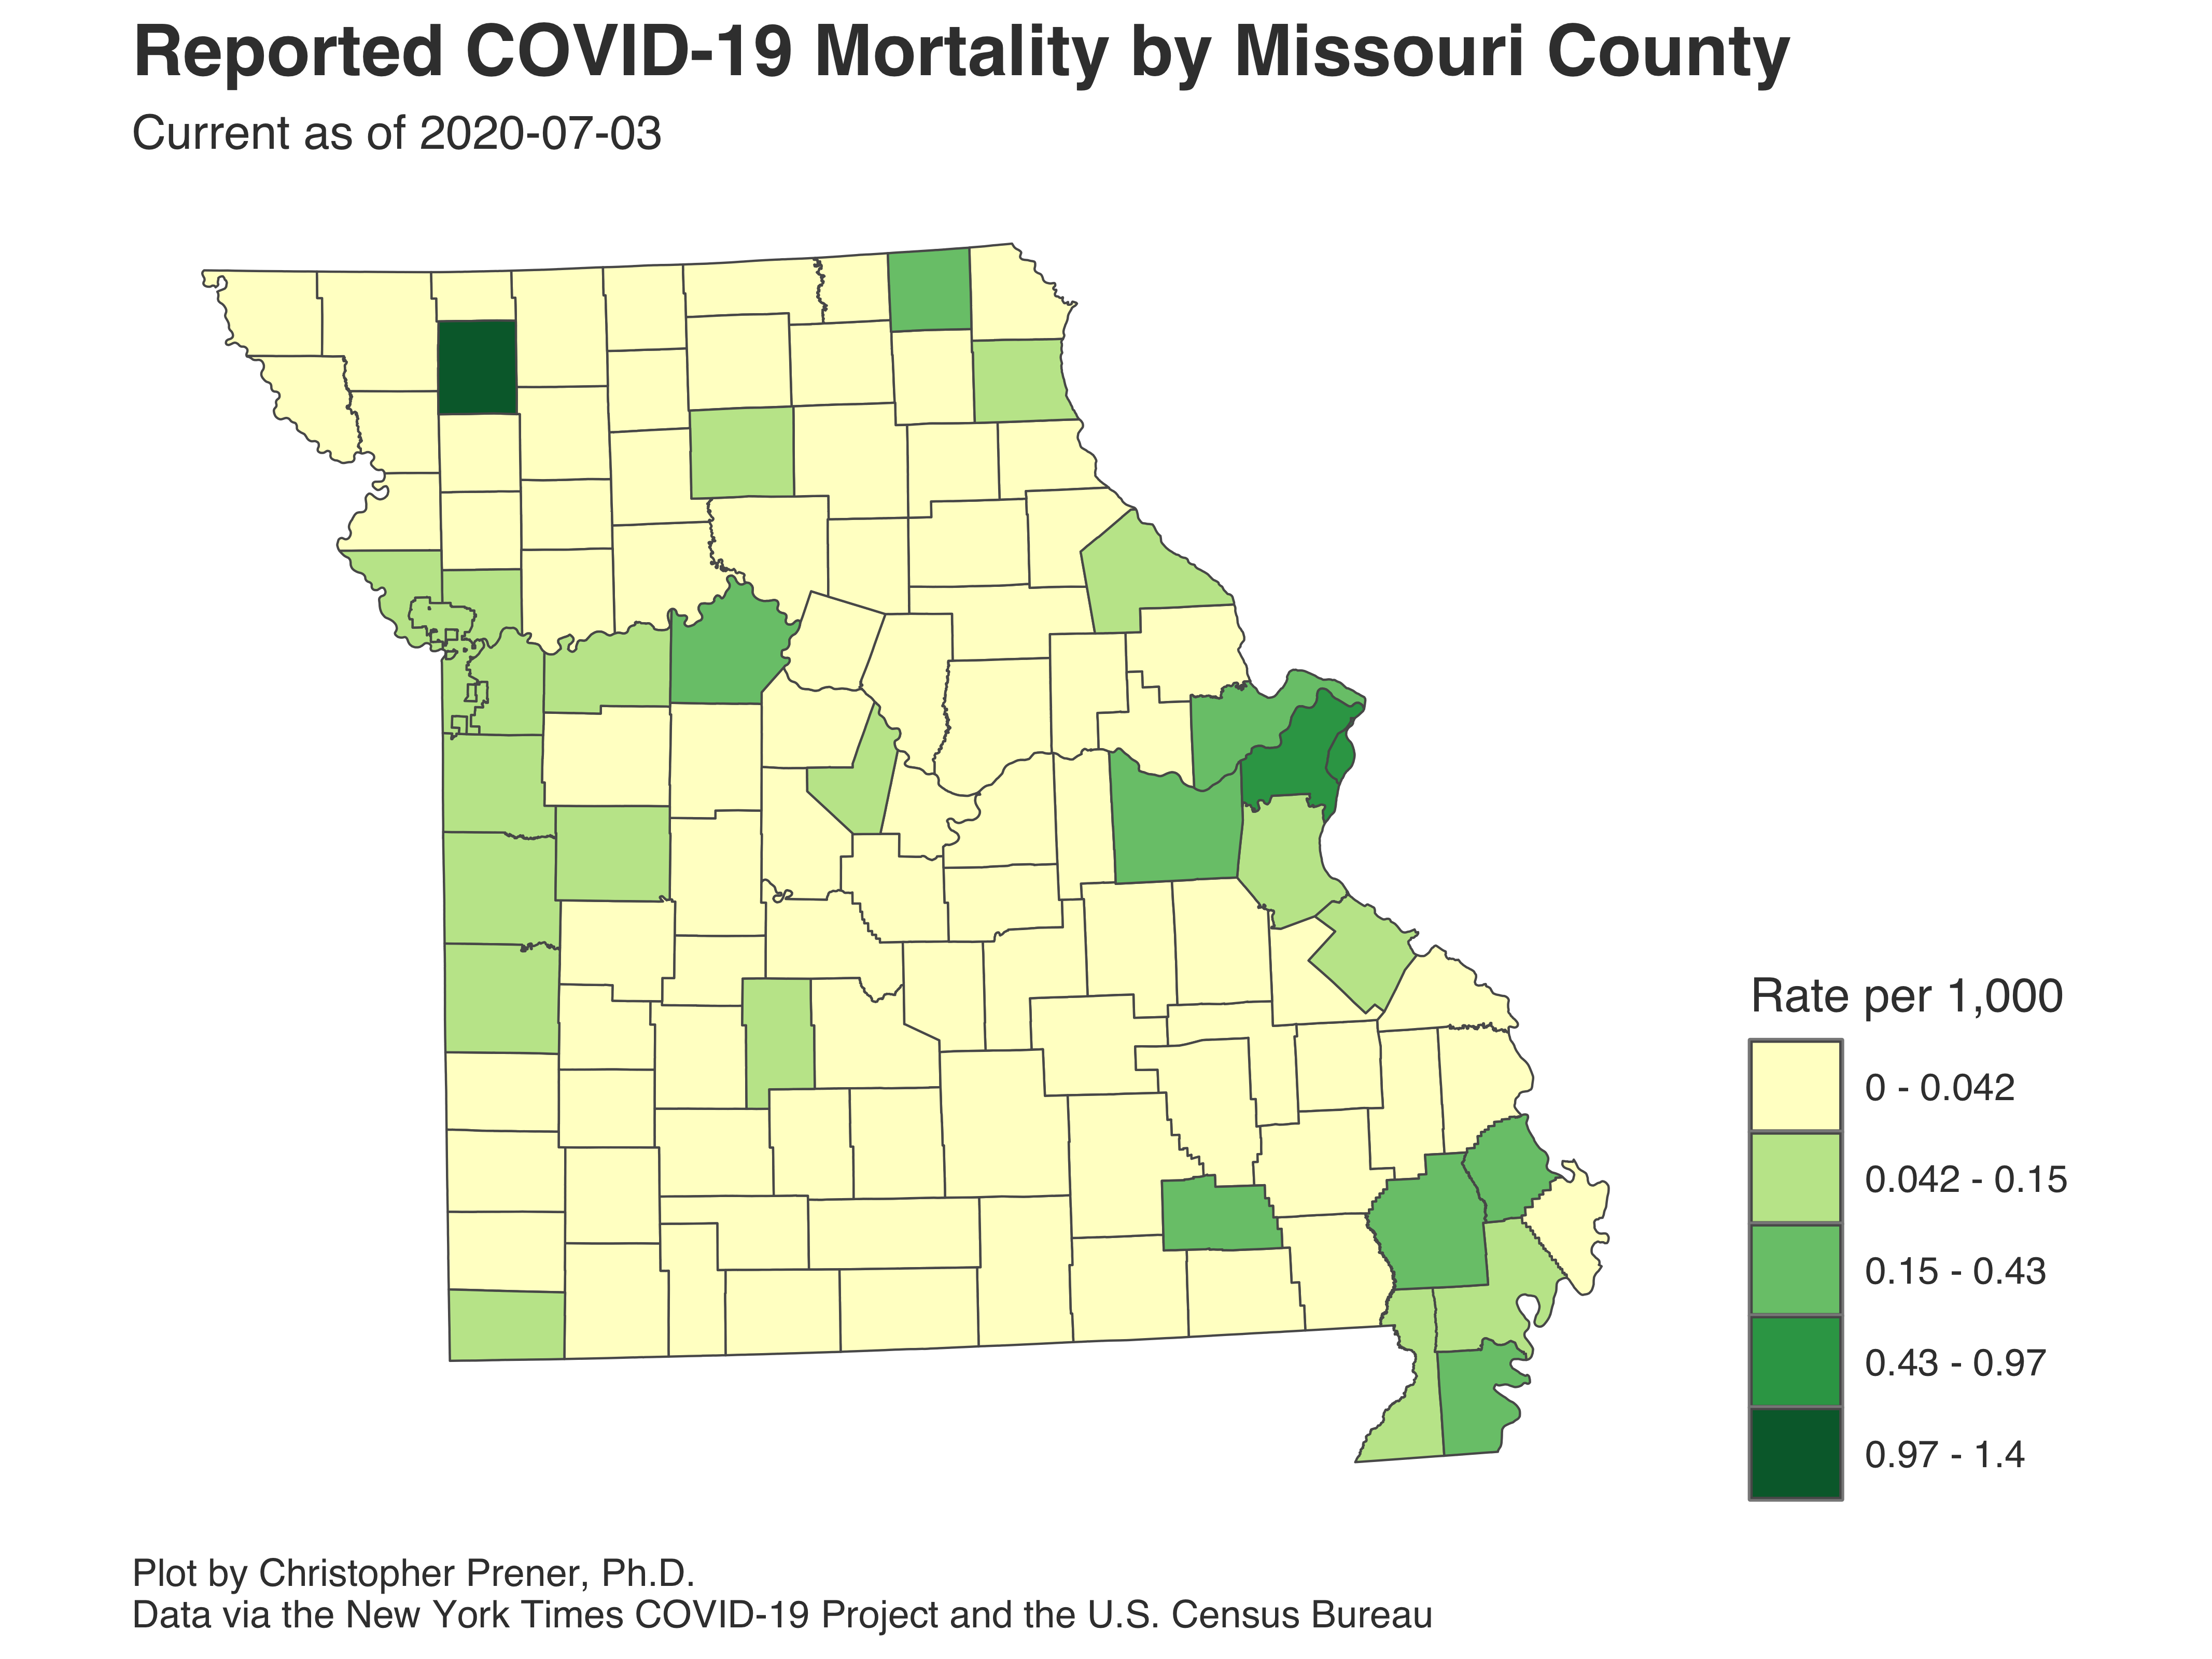 Reported COVID-19 Mortality by Missouri County
Current as of 2020-07-03
Rate per 1,000
0 - 0.042
0.042 - 0.15
0.15 - 0.43
0.43 - 0.97
0.97 - 1.4
Plot by Christopher Prener, Ph.D.
Data via the New York Times COVID-19 Project and the U.S. Census Bureau